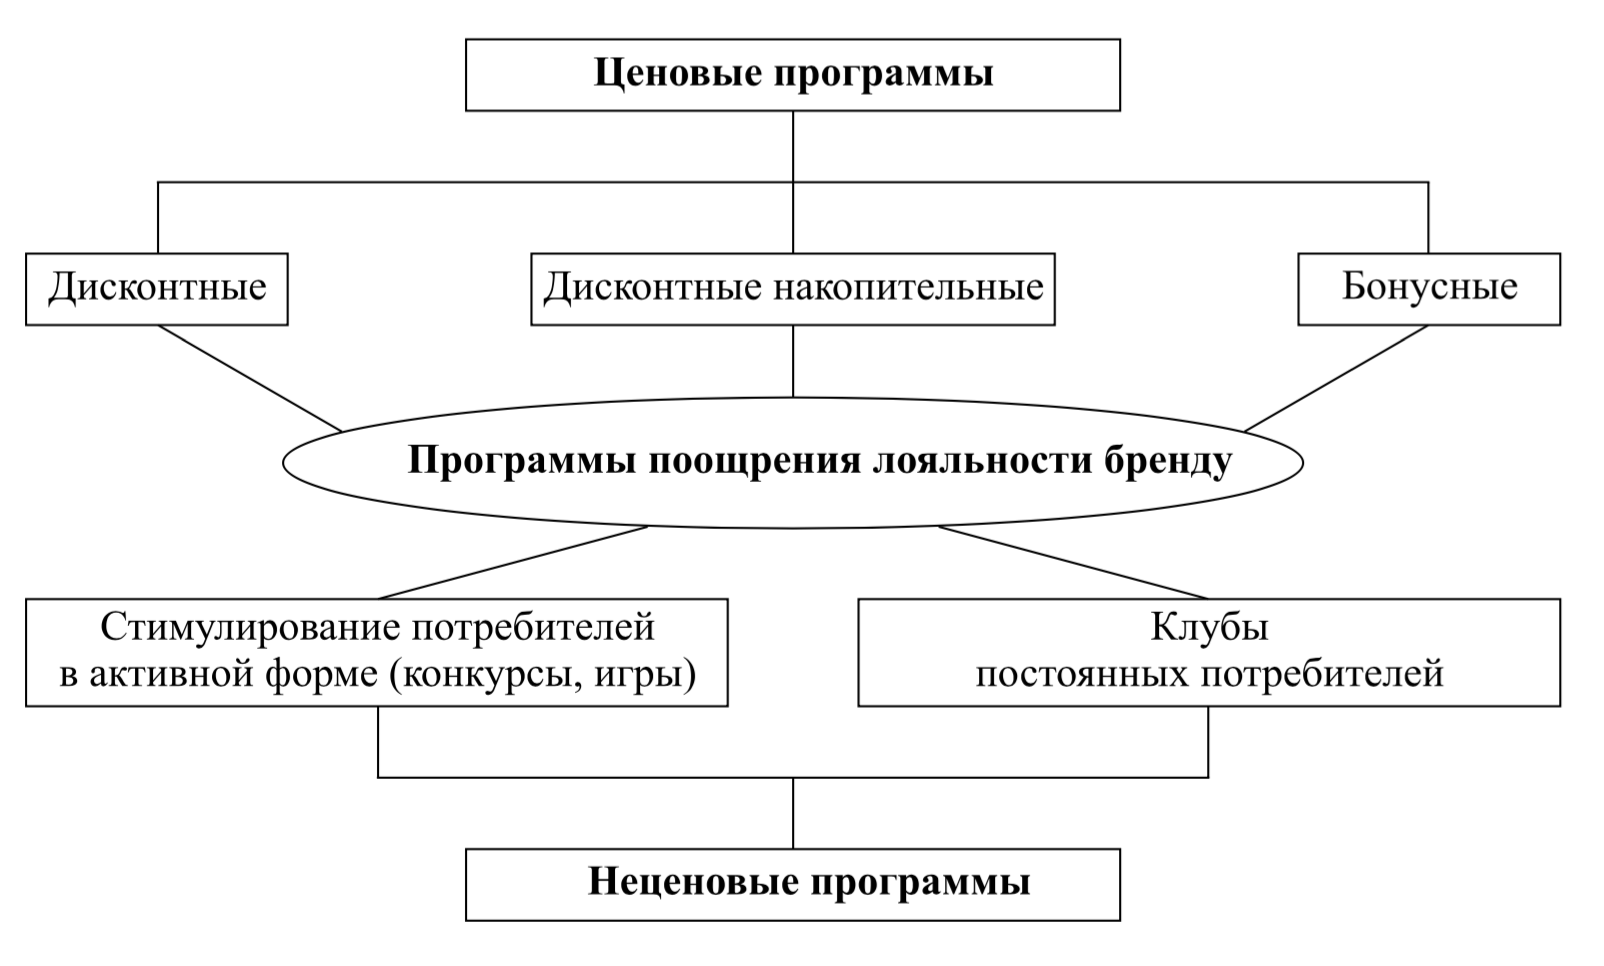 Ценовые программы
Дисконтные
Дисконтные накопительные
Бонусные
Программы поощрения лояльности бренду
Стимулирование потребителей
в активной форме (конкурсы, игры)
Клубы
постоянных потребителей
Неценовые программы